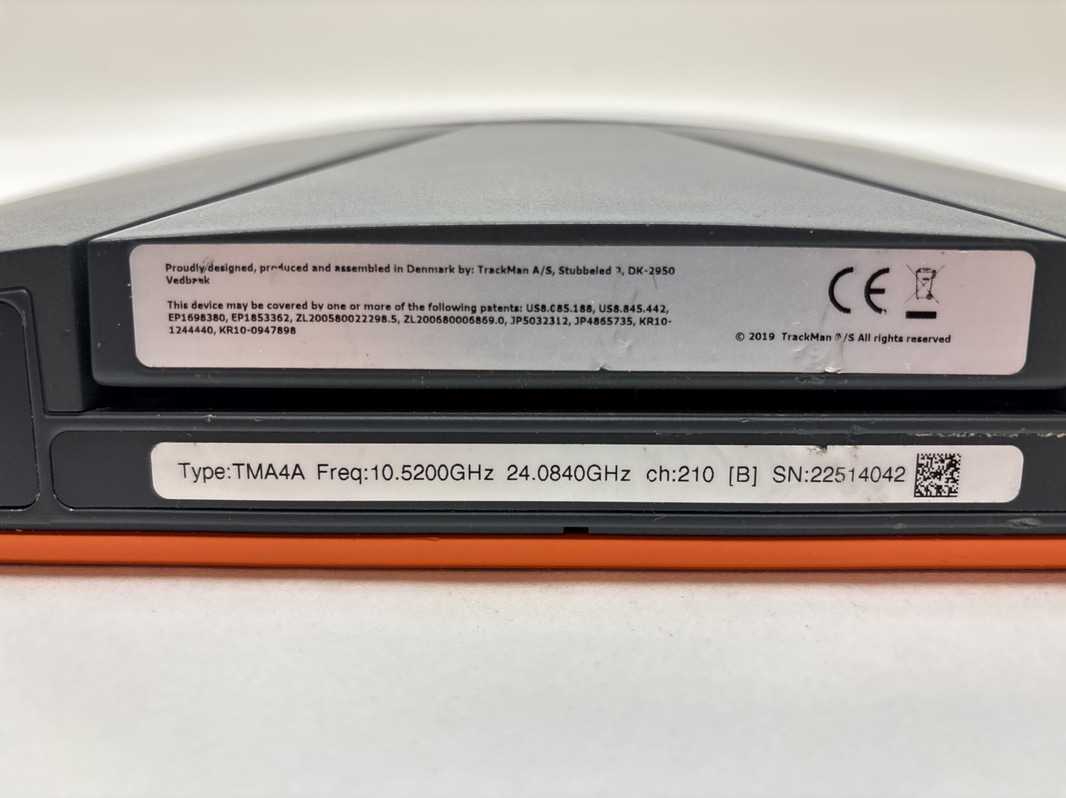 Proudly designed, produced and assembled in Denmark by: TrackMan A/S, Stubbeled DK-2950
Vedbæk
This device may be covered by one or more of the following patents: US8.085.188, US8.845.442,
EP1698380, EP1853362, ZL200580022298.5, ZL200680006869.0, JP5032312, JP4865735, KR10-
1244440, KR10-0947898
© 2019 TrackMan A/S All rights reserved
Type:TMA4A Freq:10.5200GHz 24.0840GHz ch:210 [B] SN:22514042